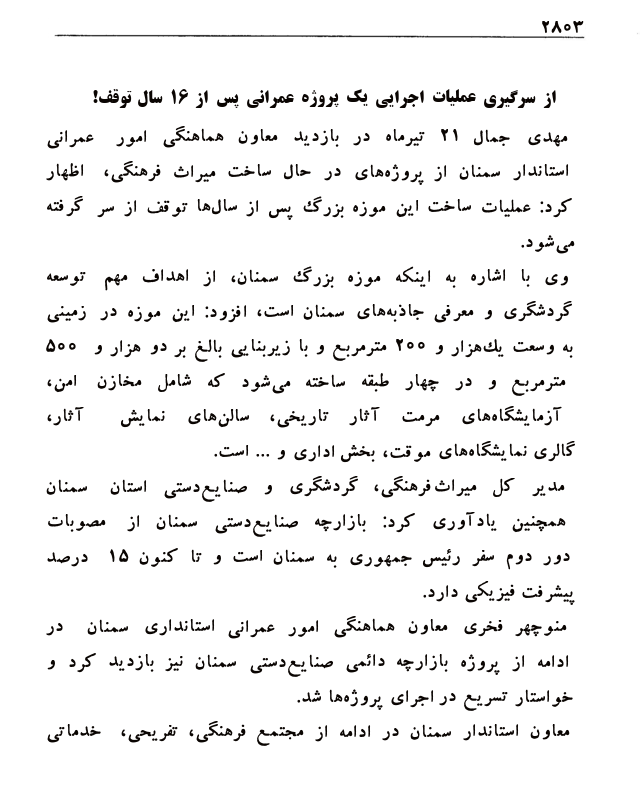 ۲۸۰۳
از سرگیری عملیات اجرایی یک پروژه عمرانی پس از ۱۶ سال توقف!
مهدی جمال ۲۱ تیرماه در بازدید معاون هماهنگی امور عمرانی
استاندار سمنان از پروژه‌های در حال ساخت میراث فرهنگی، اظهار
کرد: عملیات ساخت این موزه بزرگ پس از سال‌ها توقف از سر گرفته
می‌شود.
وی با اشاره به اینکه موزه بزرگ سمنان، از اهداف مهم توسعه
گردشگری و معرفی جاذبه‌های سمنان است، افزود: این موزه در زمینی
به وسعت یک‌هزار و ۲۰۰ مترمربع و با زیربنایی بالغ بر دو هزار و ۵۰۰
مترمربع و در چهار طبقه ساخته می‌شود که شامل مخازن امن،
آزمایشگاه‌های مرمت آثار تاریخی، سالن‌های نمایش آثار،
گالری نمایشگاه‌های موقت، بخش اداری و ... است.
مدیر کل میراث‌فرهنگی، گردشگری و صنایع‌دستی استان سمنان
همچنین یادآوری کرد: بازارچه صنایع‌دستی سمنان از مصوبات
دور دوم سفر رئیس جمهوری به سمنان است و تا کنون ۱۵ درصد
پیشرفت فیزیکی دارد.
منوچهر فخری معاون هماهنگی امور عمرانی استانداری سمنان در
ادامه از پروژه بازارچه دائمی صنایع‌دستی سمنان نیز بازدید کرد و
خواستار تسریع در اجرای پروژه‌ها شد.
معاون استاندار سمنان در ادامه از مجتمع فرهنگی، تفریحی، خدماتی